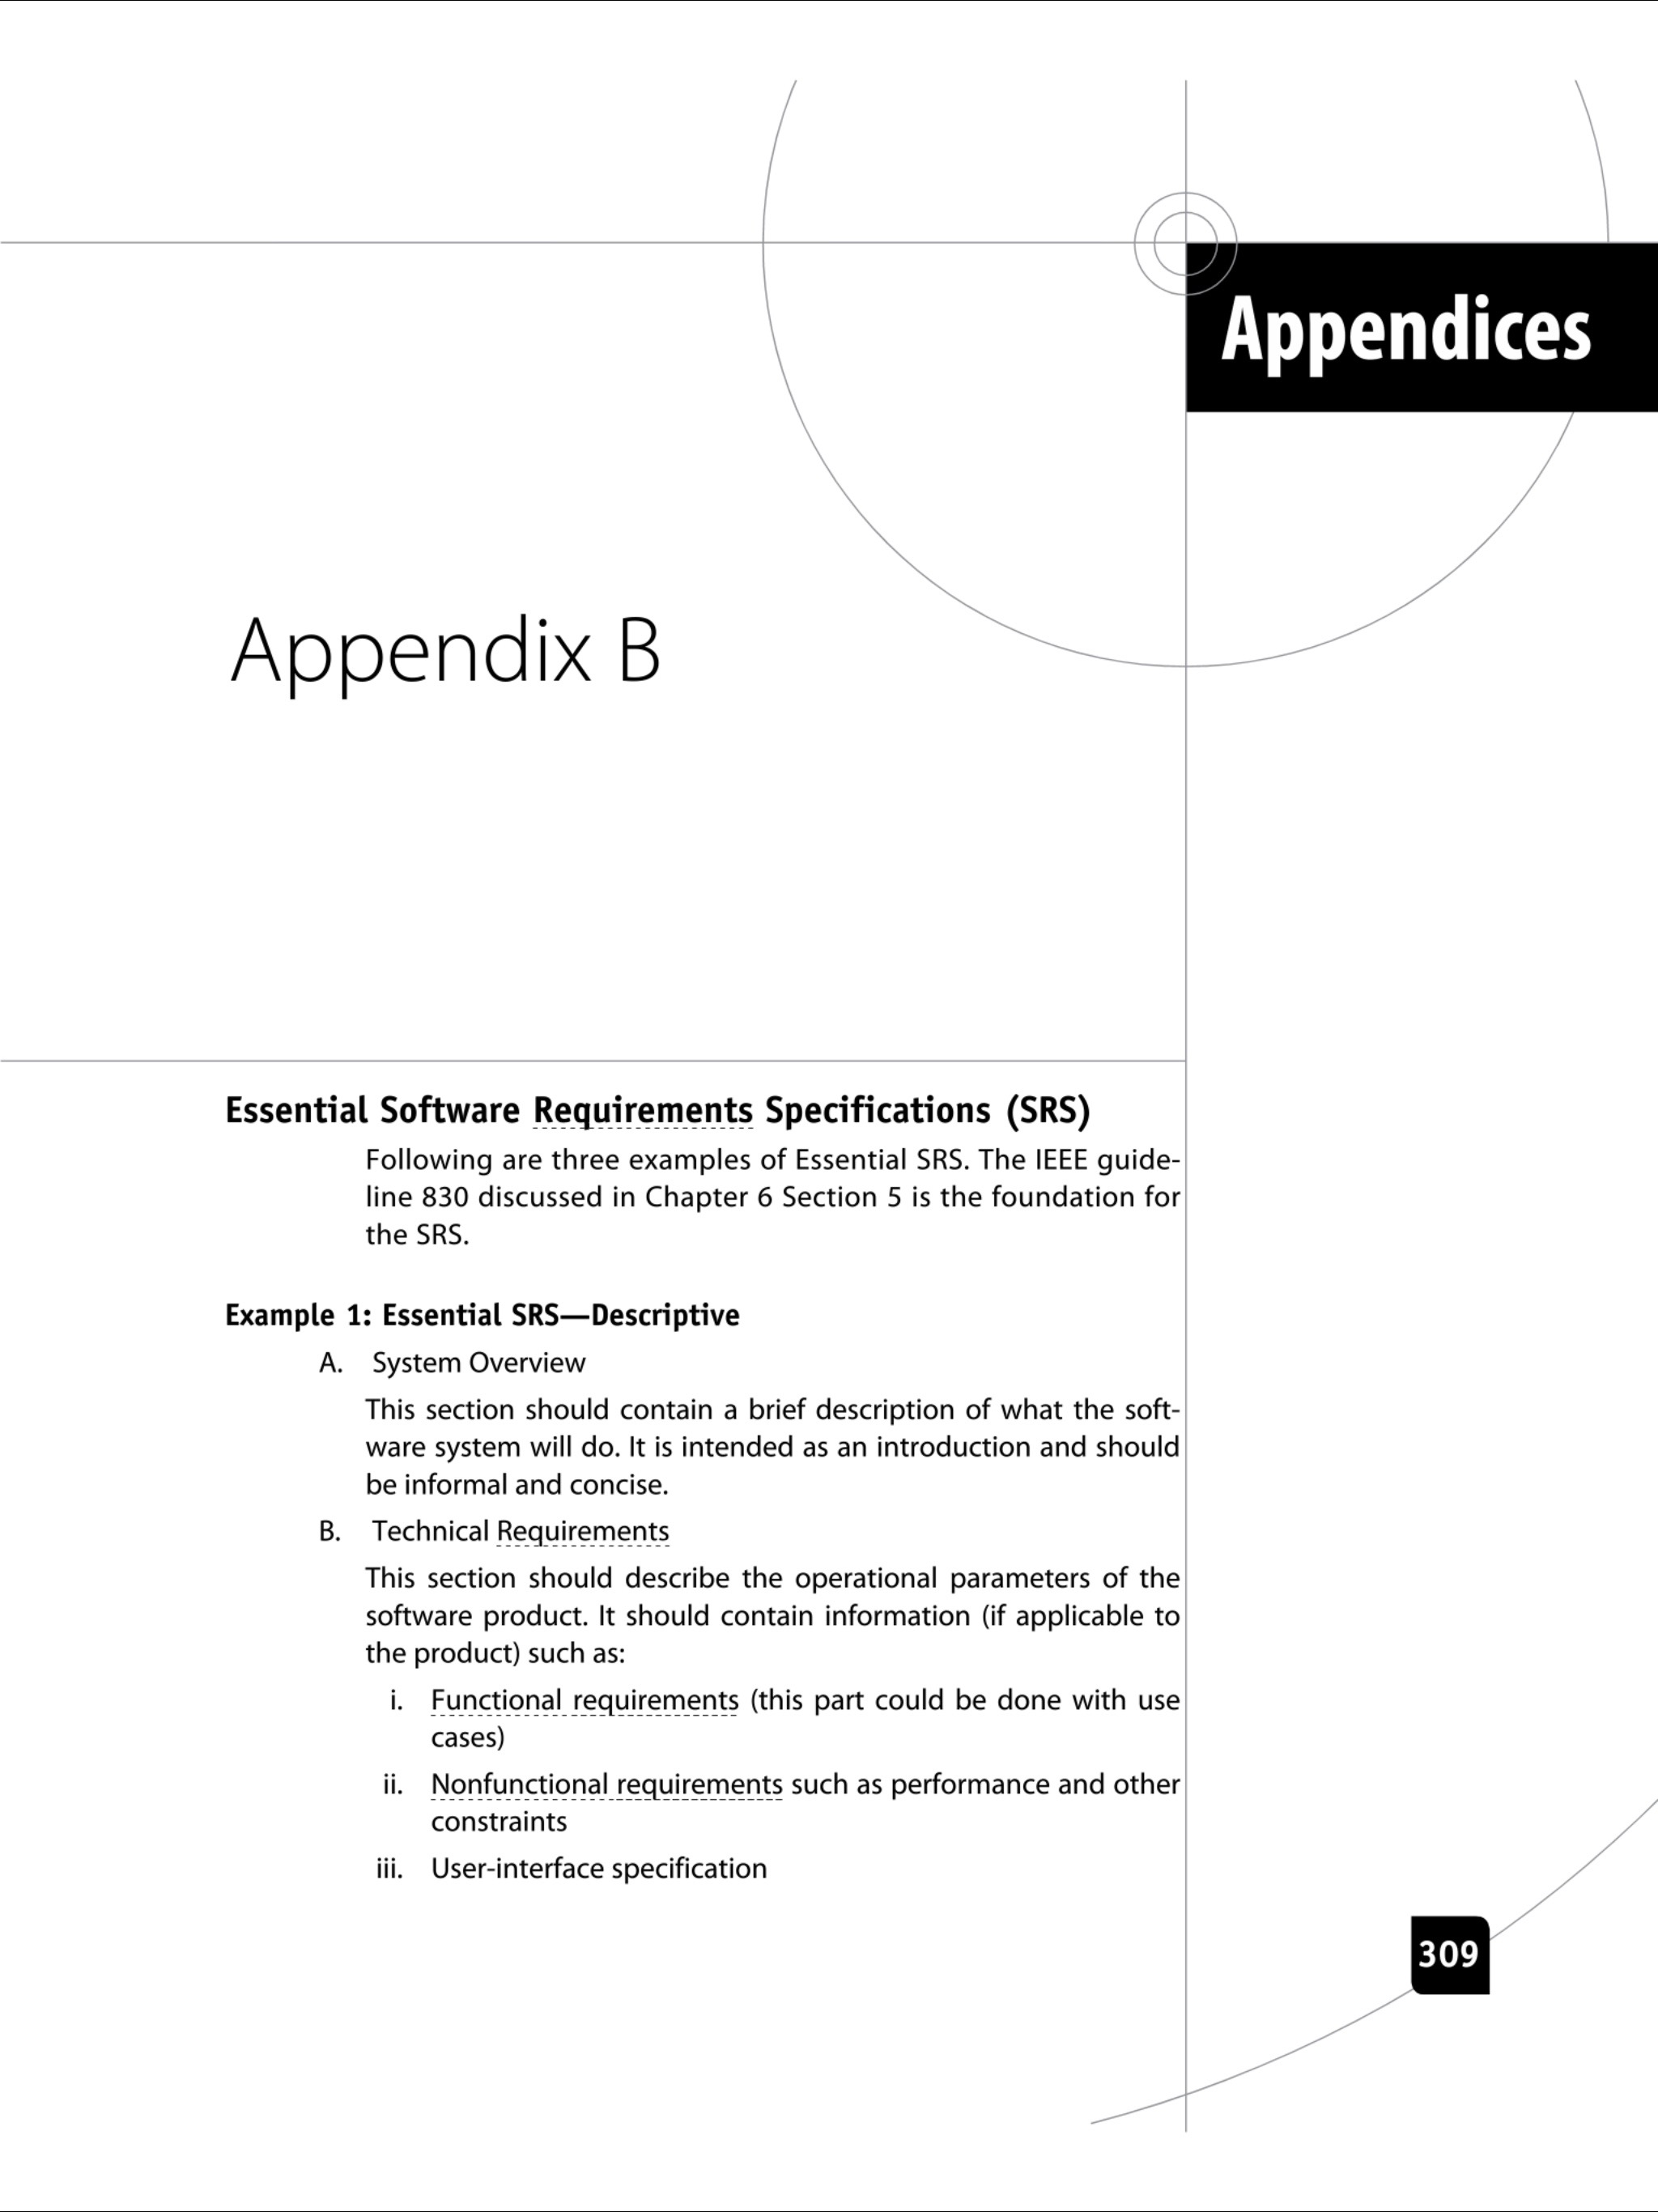 Appendices
Appendix B
Essential Software Requirements Specifications (SRS)
Following are three examples of Essential SRS. The IEEE guide-
line 830 discussed in Chapter 6 Section 5 is the foundation for
the SRS.
Example 1: Essential SRS—Descriptive
A. System Overview
This section should contain a brief description of what the soft-
ware system will do. It is intended as an introduction and should
be informal and concise.
B. Technical Requirements
This section should describe the operational parameters of the
software product. It should contain information (if applicable to
the product) such as:
i. Functional requirements (this part could be done with use
cases)
ii. Nonfunctional requirements such as performance and other
constraints
iii. User-interface specification
309